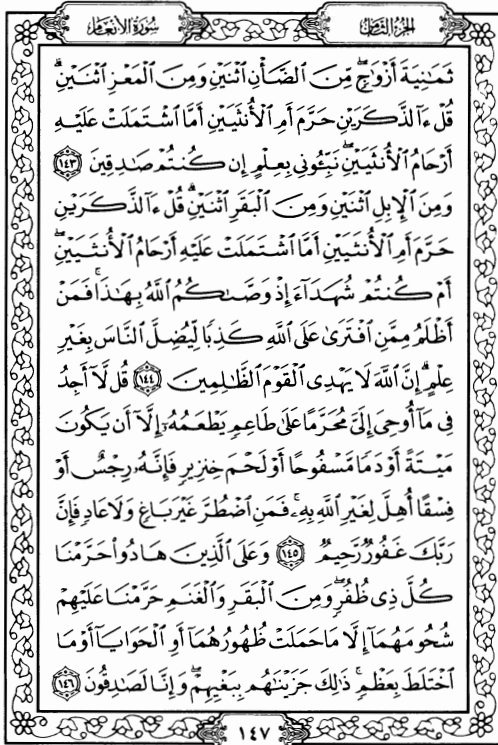 الجزء الثامن
سورة الأنعام
ثَمَٰنِيَةَ أَزْوَٰجٍۖ مِّنَ ٱلضَّأْنِ ٱثْنَيْنِ وَمِنَ ٱلْمَعْزِ ٱثْنَيْنِۗ
قُلْ ءَآلذَّكَرَيْنِ حَرَّمَ أَمِ ٱلْأُنثَيَيْنِ أَمَّا ٱشْتَمَلَتْ عَلَيْهِ
أَرْحَامُ ٱلْأُنثَيَيْنِۖ نَبِّـُٔونِى بِعِلْمٍ إِن كُنتُمْ صَٰدِقِينَ ١٤٣
وَمِنَ ٱلْإِبِلِ ٱثْنَيْنِ وَمِنَ ٱلْبَقَرِ ٱثْنَيْنِۗ قُلْ ءَآلذَّكَرَيْنِ
حَرَّمَ أَمِ ٱلْأُنثَيَيْنِ أَمَّا ٱشْتَمَلَتْ عَلَيْهِ أَرْحَامُ ٱلْأُنثَيَيْنِۖ
أَمْ كُنتُمْ شُهَدَآءَ إِذْ وَصَّىٰكُمُ ٱللَّهُ بِهَٰذَاۚ فَمَنْ
أَظْلَمُ مِمَّنِ ٱفْتَرَىٰ عَلَى ٱللَّهِ كَذِبًا لِّيُضِلَّ ٱلنَّاسَ بِغَيْرِ
عِلْمٍۗ إِنَّ ٱللَّهَ لَا يَهْدِى ٱلْقَوْمَ ٱلظَّٰلِمِينَ ١٤٤ قُل لَّآ أَجِدُ
فِى مَآ أُوحِىَ إِلَىَّ مُحَرَّمًا عَلَىٰ طَاعِمٍ يَطْعَمُهُۥٓ إِلَّآ أَن يَكُونَ
مَيْتَةً أَوْ دَمًا مَّسْفُوحًا أَوْ لَحْمَ خِنزِيرٍ فَإِنَّهُۥ رِجْسٌ أَوْ
فِسْقًا أُهِلَّ لِغَيْرِ ٱللَّهِ بِهِۦۚ فَمَنِ ٱضْطُرَّ غَيْرَ بَاغٍ وَلَا عَادٍ فَإِنَّ
رَبَّكَ غَفُورٌ رَّحِيمٌ ١٤٥ وَعَلَى ٱلَّذِينَ هَادُوا۟ حَرَّمْنَا
كُلَّ ذِى ظُفُرٍۖ وَمِنَ ٱلْبَقَرِ وَٱلْغَنَمِ حَرَّمْنَا عَلَيْهِمْ
شُحُومَهُمَآ إِلَّا مَا حَمَلَتْ ظُهُورُهُمَآ أَوِ ٱلْحَوَايَآ أَوْ مَا
ٱخْتَلَطَ بِعَظْمٍۚ ذَٰلِكَ جَزَيْنَٰهُم بِبَغْيِهِمْۖ وَإِنَّا لَصَٰدِقُونَ ١٤٦
١٤٧